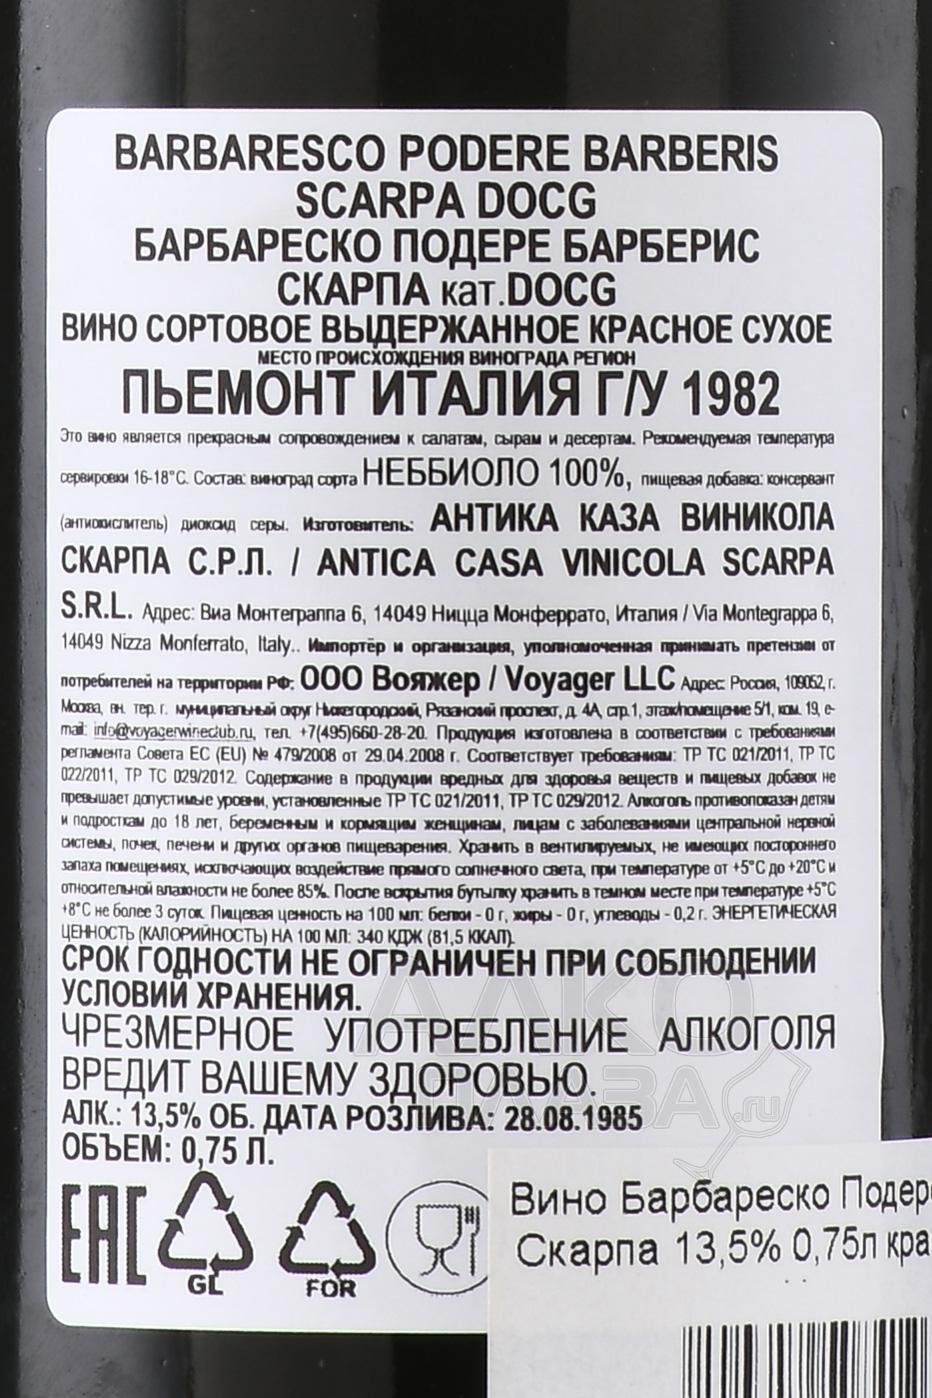 BARBARESCO PODERE BARBERIS
SCARPA DOCG
БАРБАРЕСКО ПОДЕРЕ БАРБЕРИС
СКАРПА кат.DOCG
ВИНО СОРТОВОЕ ВЫДЕРЖАННОЕ КРАСНОЕ СУХОЕ
МЕСТО ПРОИСХОЖДЕНИЯ ВИНОГРАДА РЕГИОН
ПЬЕМОНТ ИТАЛИЯ Г/У 1982
Это вино является прекрасным сопровождением к салатам, сырам и десертам. Рекомендуемая температура
сервировки 16-18°С. Состав: виноград сорта НЕББИОЛО 100%, пищевая добавка: консервант
(антиокислитель) диоксид серы. Изготовитель: АНТИКА КАЗА ВИНИКОЛА
СКАРПА С.Р.Л. / ANTICA CASA VINICOLA SCARPA
S.R.L. Адрес: Виа Монтеграппа 6, 14049 Ницца Монферрато, Италия / Via Montegrappa 6,
14049 Nizza Monferrato, Italy.. Импортёр и организация, уполномоченная принимать претензии от
потребителей на территории РФ: ООО Вояжер / Voyager LLC Адрес: Россия, 109052, г.
Москва, вн. тер. г. муниципальный округ Нижегородский, Рязанский проспект, д. 4А, стр.1, этаж/помещение 5/1, ком. 19, e-
mail: info@voyagerwineclub.ru, тел. +7(495)660-28-20. Продукция изготовлена в соответствии с требованиями
регламента Совета ЕС (EU) № 479/2008 от 29.04.2008 г. Соответствует требованиям: ТР ТС 021/2011, ТР ТС
022/2011, ТР ТС 029/2012. Содержание в продукции вредных для здоровья веществ и пищевых добавок не
превышает допустимые уровни, установленные ТР ТС 021/2011, ТР ТС 029/2012. Алкоголь противопоказан детям
и подросткам до 18 лет, беременным и кормящим женщинам, лицам с заболеваниями центральной нервной
системы, почек, печени и других органов пищеварения. Хранить в вентилируемых, не имеющих постороннего
запаха помещениях, исключающих воздействие прямого солнечного света, при температуре от +5°С до +20°С и
относительной влажности не более 85%. После вскрытия бутылку хранить в темном месте при температуре +5°С
+8°С не более 3 суток. Пищевая ценность на 100 мл: белки - 0 г, жиры - 0 г, углеводы - 0,2 г. ЭНЕРГЕТИЧЕСКАЯ
ЦЕННОСТЬ (КАЛОРИЙНОСТЬ) НА 100 МЛ: 340 КДЖ (81,5 ККАЛ).
СРОК ГОДНОСТИ НЕ ОГРАНИЧЕН ПРИ СОБЛЮДЕНИИ
УСЛОВИЙ ХРАНЕНИЯ.
ЧРЕЗМЕРНОЕ УПОТРЕБЛЕНИЕ АЛКОГОЛЯ
ВРЕДИТ ВАШЕМУ ЗДОРОВЬЮ.
АЛК.: 13,5% ОБ. ДАТА РОЗЛИВА: 28.08.1985
ОБЪЕМ: 0,75 Л.
EAC
GL
FOR
Вино Барбареско Подер
Скарпа 13,5% 0,75л кра
АЛКО
ПЛАЗА.ru